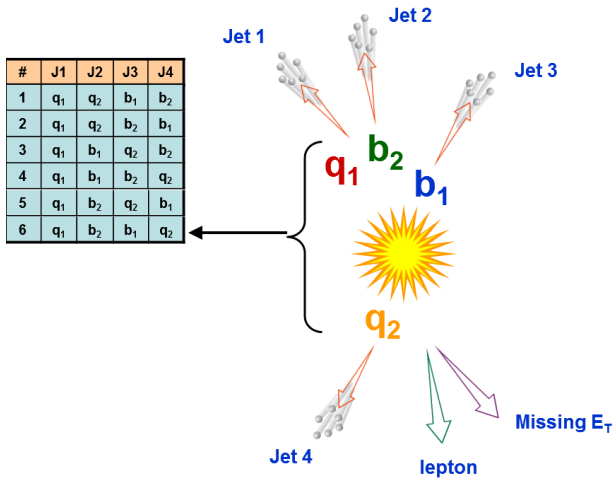 Jet 1
Jet 2
Jet 3
# J1 J2 J3 J4
1 q₁ q₂ b₁ b₂
2 q₁ q₂ b₂ b₁
3 q₁ b₁ q₂ b₂
4 q₁ b₁ b₂ q₂
5 q₁ b₂ q₂ b₁
6 q₁ b₂ b₁ q₂
q₁
b₂
b₁
q₂
Jet 4
Missing E_T
lepton